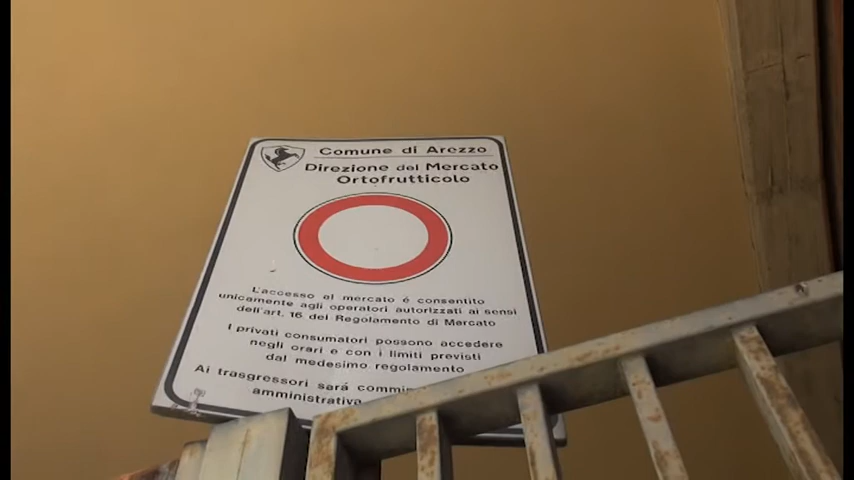 Comune di Arezzo
Direzione del Mercato
Ortofrutticolo
L'accesso al mercato é consentito
unicamente agli operatori autorizzati ai sensi
dell'art. 16 del Regolamento di Mercato
I privati consumatori possono accedere
negli orari e con i limiti previsti
dal medesimo regolamento
Ai trasgressori sará
amministrativa